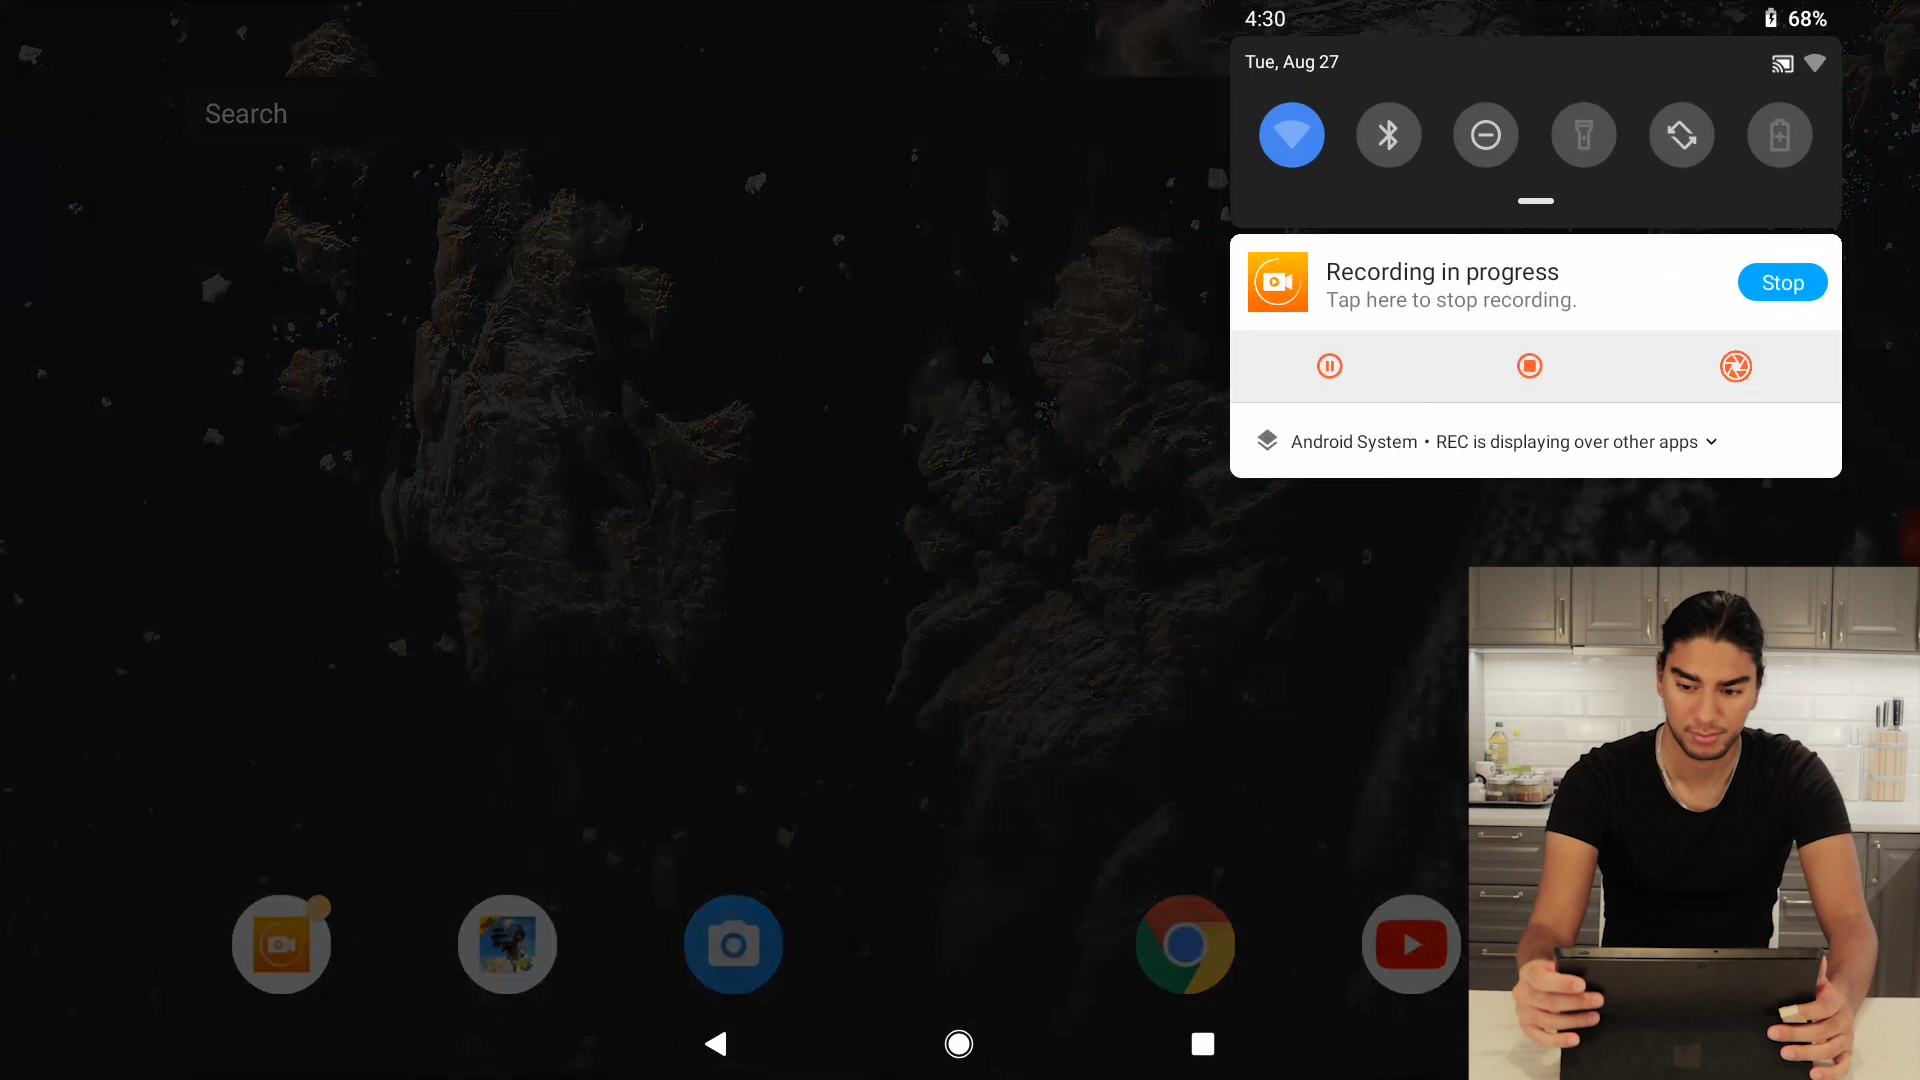 4:30
68%
Tue, Aug 27
Search
Recording in progress
Tap here to stop recording.
Stop
Android System • REC is displaying over other apps